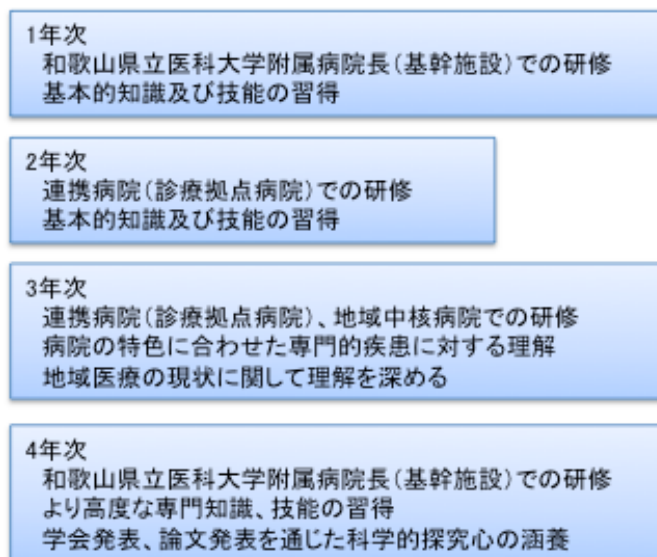 1年次
和歌山県立医科大学附属病院長（基幹施設）での研修
基本的知識及び技能の習得
2年次
連携病院（診療拠点病院）での研修
基本的知識及び技能の習得
3年次
連携病院（診療拠点病院）、地域中核病院での研修
病院の特色に合わせた専門的疾患に対する理解
地域医療の現状に関して理解を深める
4年次
和歌山県立医科大学附属病院長（基幹施設）での研修
より高度な専門知識、技能の習得
学会発表、論文発表を通じた科学的探究心の涵養